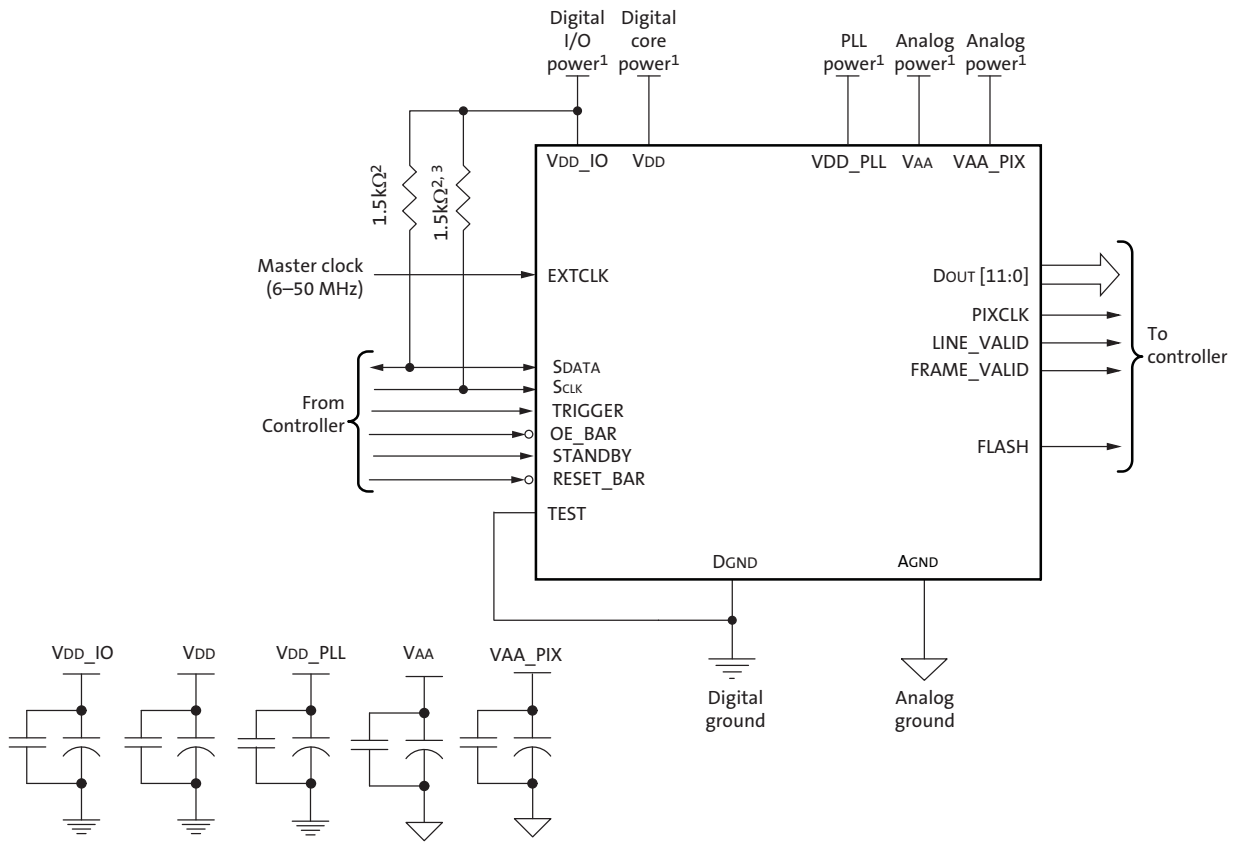 Digital
I/O
power1
Digital
core
power1
PLL
power1
Analog
power1
Analog
power1
VDD_IO
VDD
VDD_PLL
VAA
VAA_PIX
1.5kΩ2
1.5kΩ2, 3
Master clock
(6–50 MHz)
EXTCLK
DOUT [11:0]
PIXCLK
LINE_VALID
FRAME_VALID
FLASH
To
controller
From
Controller
SDATA
SCLK
TRIGGER
OE_BAR
STANDBY
RESET_BAR
TEST
DGND
AGND
Digital
ground
Analog
ground
VDD_IO
VDD
VDD_PLL
VAA
VAA_PIX